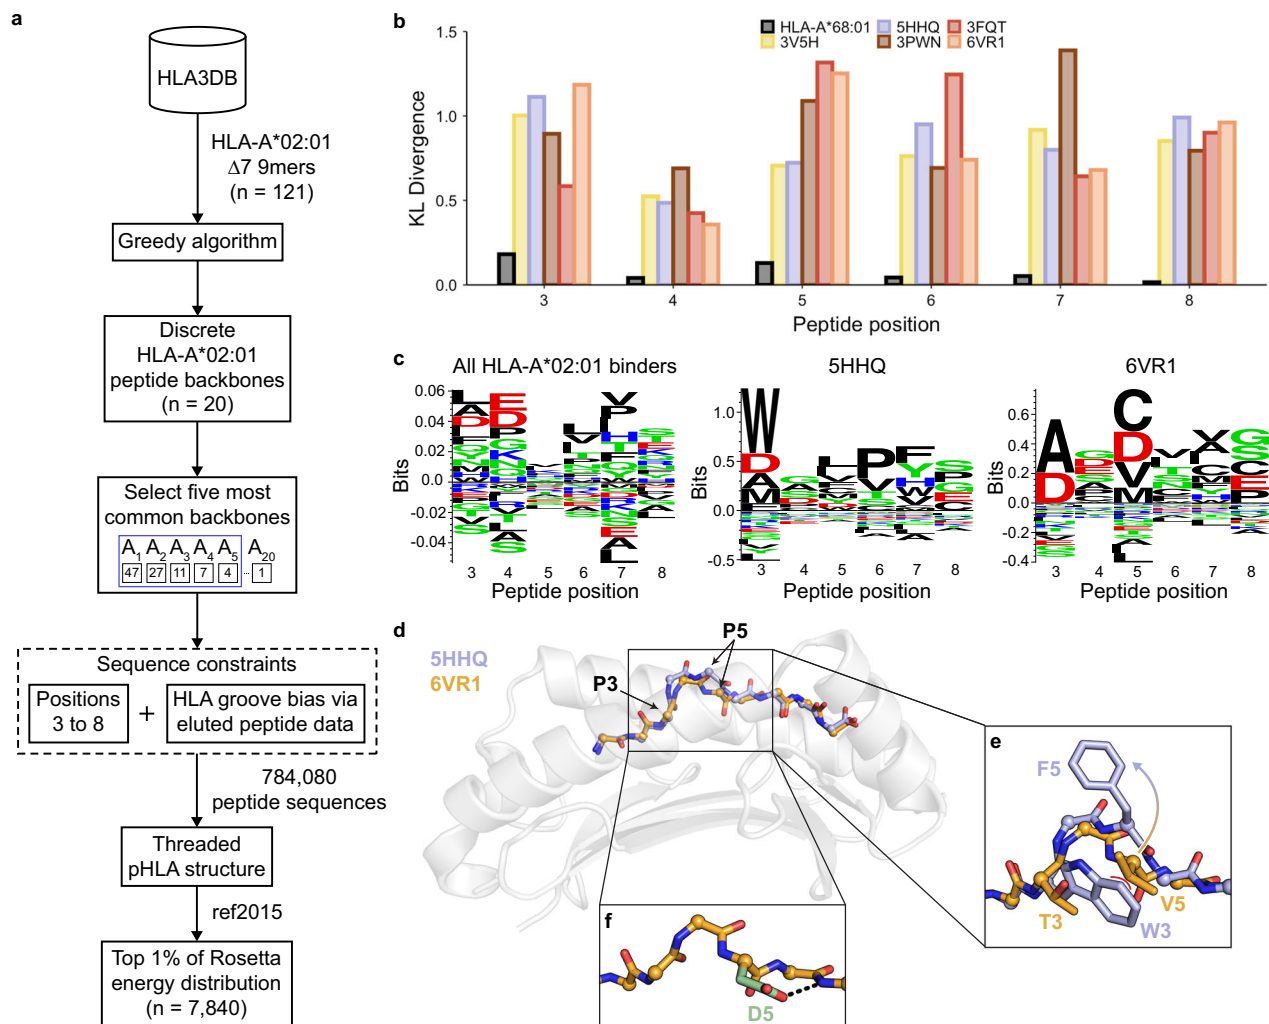 a
HLA3DB
HLA-A*02:01
Δ7 9mers
(n = 121)
Greedy algorithm
Discrete
HLA-A*02:01
peptide backbones
(n = 20)
Select five most
common backbones
A1 A2 A3 A4 A5 A20
47 27 11 7 4 ... 1
Sequence constraints
Positions
3 to 8
+
HLA groove bias via
eluted peptide data
784,080
peptide sequences
Threaded
pHLA structure
ref2015
Top 1% of Rosetta
energy distribution
(n = 7,840)
b
HLA-A*68:01 5HHQ 3FQT
3V5H 3PWN 6VR1
KL Divergence
1.5
1.0
0.5
0.0
3 4 5 6 7 8
Peptide position
c
All HLA-A*02:01 binders
Bits
0.06
0.04
0.02
0.0
-0.02
-0.04
3 4 5 6 7 8
Peptide position
5HHQ
Bits
1.0
0.5
0.0
-0.5
W
D
P
3 4 5 6 7 8
Peptide position
6VR1
Bits
0.6
0.4
0.2
0.0
-0.2
-0.4
A
D
C
D
V
M
3 4 5 6 7 8
Peptide position
d
5HHQ
6VR1
P3
P5
e
F5
T3
V5
W3
f
D5